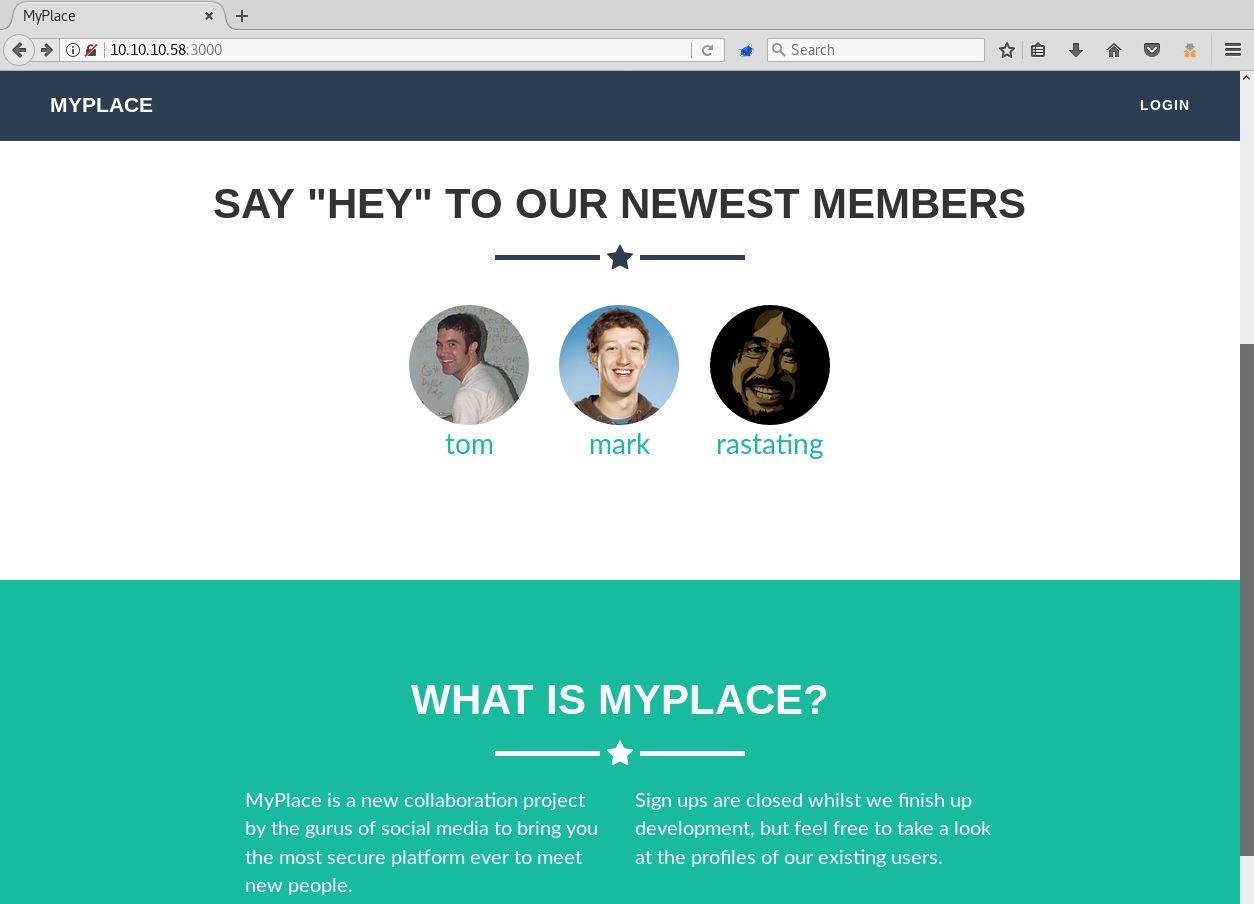 MyPlace
10.10.10.58:3000
Search
MYPLACE
LOGIN
SAY "HEY" TO OUR NEWEST MEMBERS
tom
mark
rastating
WHAT IS MYPLACE?
MyPlace is a new collaboration project
by the gurus of social media to bring you
the most secure platform ever to meet
new people.
Sign ups are closed whilst we finish up
development, but feel free to take a look
at the profiles of our existing users.